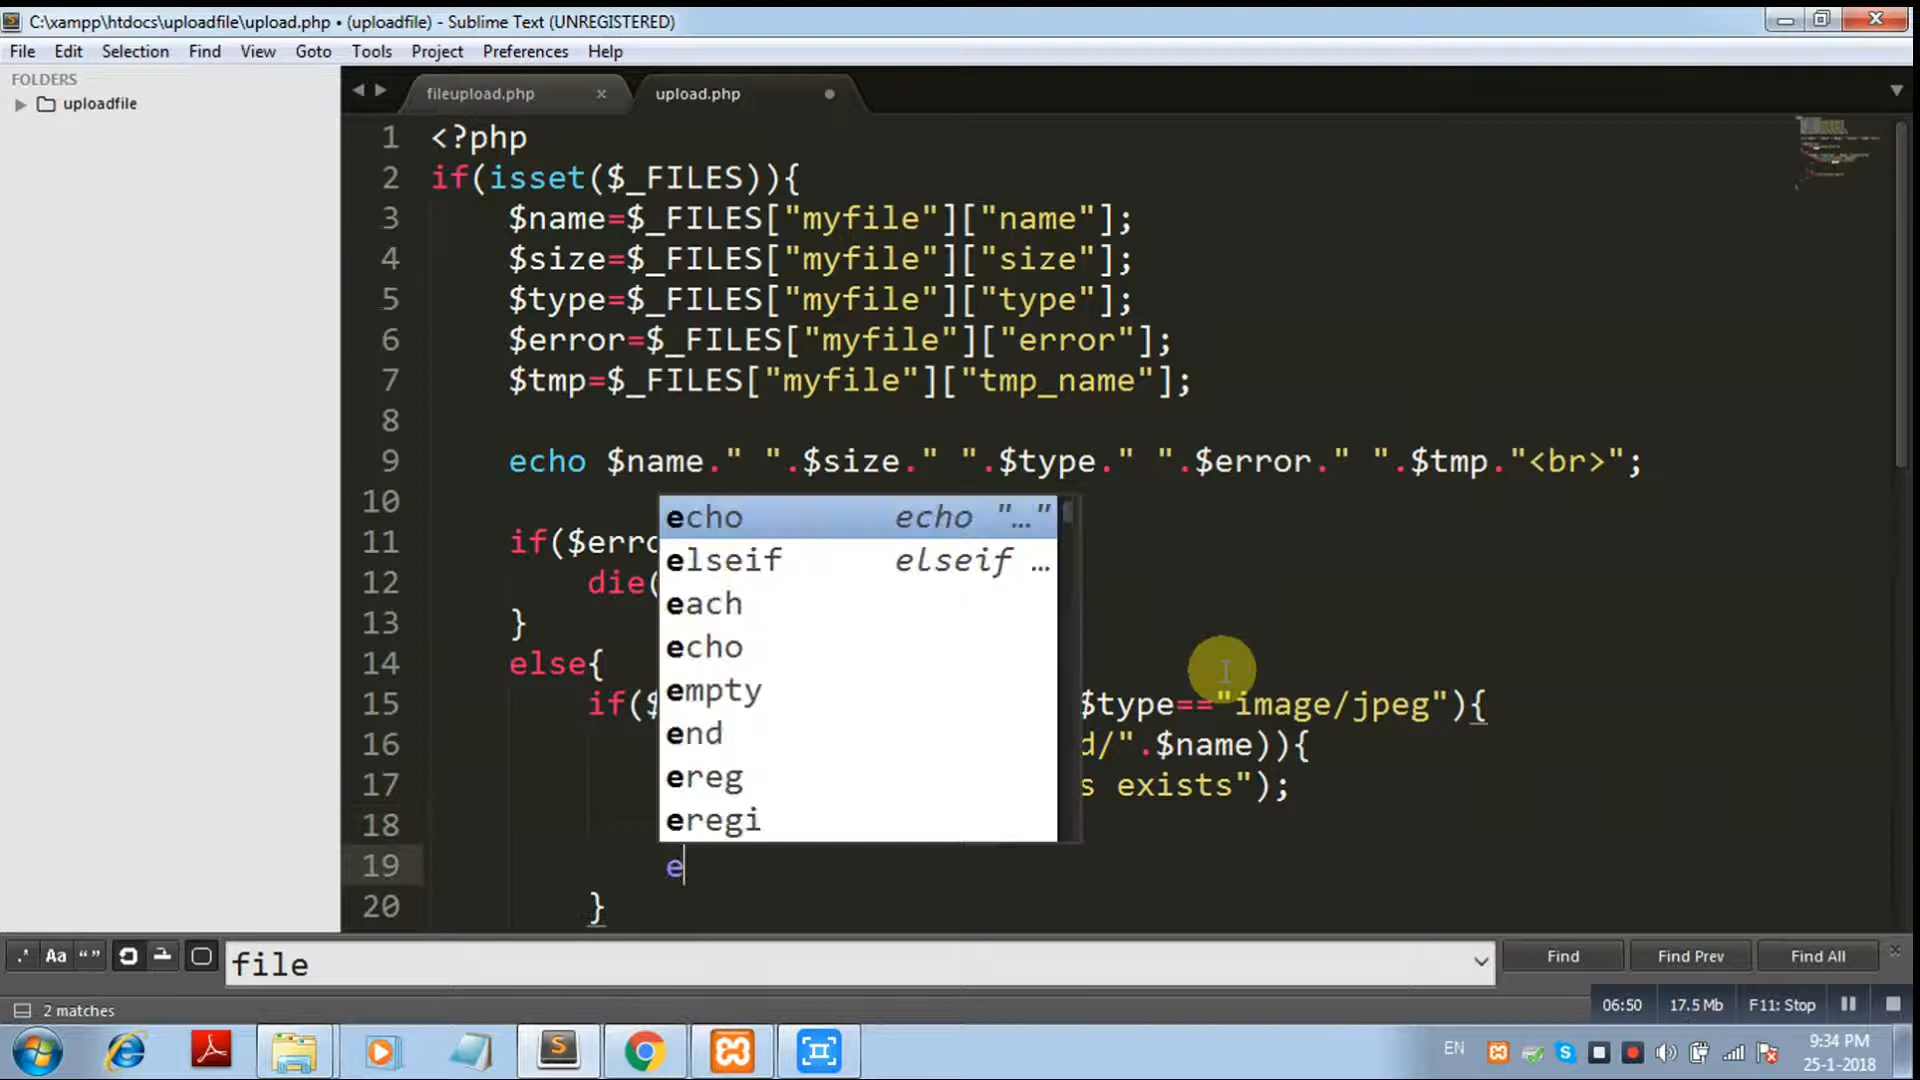 C:\xampp\htdocs\uploadfile\upload.php • (uploadfile) - Sublime Text (UNREGISTERED)
File Edit Selection Find View Goto Tools Project Preferences Help
FOLDERS
uploadfile
fileupload.php × upload.php
1 <?php
2 if(isset($_FILES)){
3 $name=$_FILES["myfile"]["name"];
4 $size=$_FILES["myfile"]["size"];
5 $type=$_FILES["myfile"]["type"];
6 $error=$_FILES["myfile"]["error"];
7 $tmp=$_FILES["myfile"]["tmp_name"];
8
9 echo $name." ".$size." ".$type." ".$error." ".$tmp."<br>";
10
echo echo "…"
11 if($erro
elseif elseif …
12 die(
each
13 }
echo
14 else{
empty
15 if($ $type=="image/jpeg"){
end
16 d/".$name)){
ereg
17 s exists");
eregi
18
19 e
20 }
.* Aa “ ” file Find Find Prev Find All
2 matches 06:50 17.5 Mb F11: Stop
EN 9:34 PM
25-1-2018